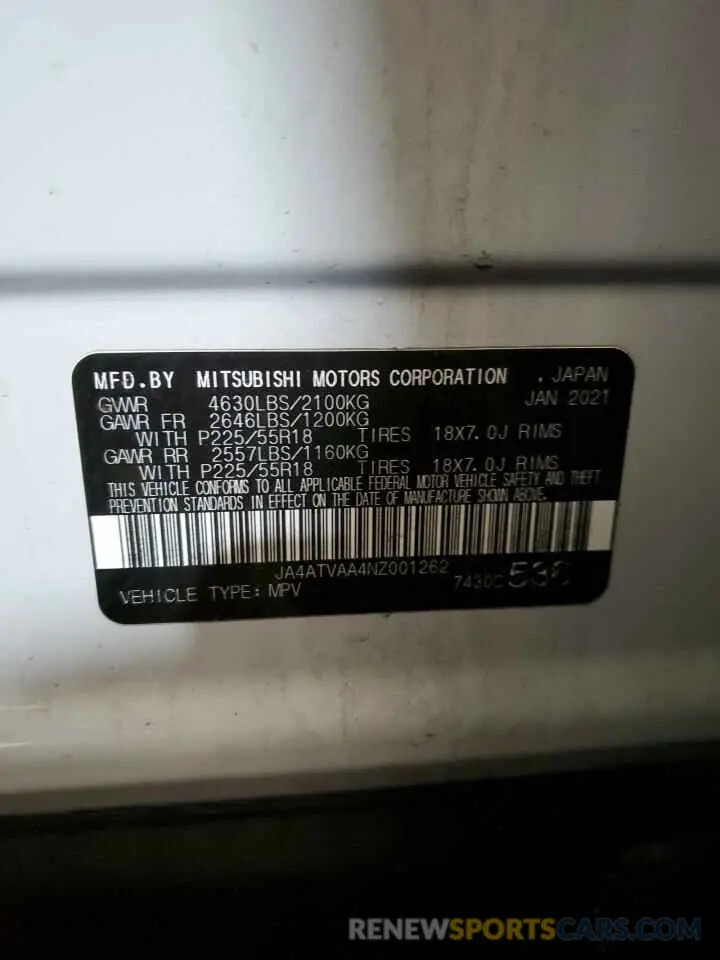 MFD.BY MITSUBISHI MOTORS CORPORATION . JAPAN
GVWR 4630LBS/2100KG JAN 2021
GAWR FR 2646LBS/1200KG
WITH P225/55R18 TIRES 18X7.0J RIMS
GAWR RR 2557LBS/1160KG
WITH P225/55R18 TIRES 18X7.0J RIMS
THIS VEHICLE CONFORMS TO ALL APPLICABLE FEDERAL MOTOR VEHICLE SAFETY AND THEFT
PREVENTION STANDARDS IN EFFECT ON THE DATE OF MANUFACTURE SHOWN ABOVE.
JA4ATVAA4NZ001262
VEHICLE TYPE: MPV 7430C
RENEWSPORTSCARS.COM